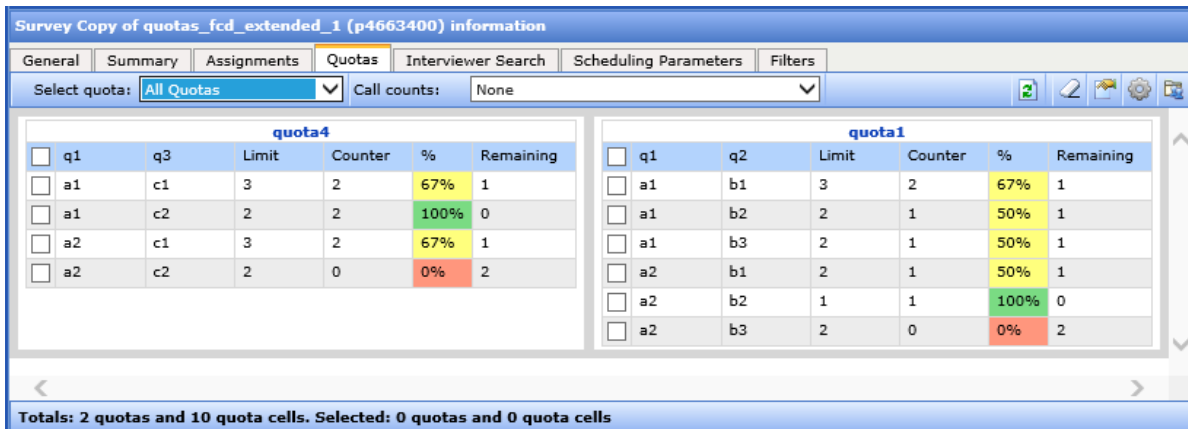 Survey Copy of quotas_fcd_extended_1 (p4663400) information
General Summary Assignments Quotas Interviewer Search Scheduling Parameters Filters
Select quota: All Quotas Call counts: None
quota4
q1 q3 Limit Counter % Remaining
a1 c1 3 2 67% 1
a1 c2 2 2 100% 0
a2 c1 3 2 67% 1
a2 c2 2 0 0% 2
quota1
q1 q2 Limit Counter % Remaining
a1 b1 3 2 67% 1
a1 b2 2 1 50% 1
a1 b3 2 1 50% 1
a2 b1 2 1 50% 1
a2 b2 1 1 100% 0
a2 b3 2 0 0% 2
Totals: 2 quotas and 10 quota cells. Selected: 0 quotas and 0 quota cells